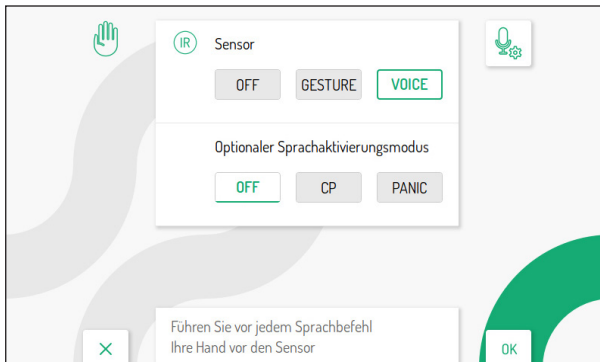 IR Sensor
OFF GESTURE VOICE
Optionaler Sprachaktivierungsmodus
OFF CP PANIC
Führen Sie vor jedem Sprachbefehl
Ihre Hand vor den Sensor
OK